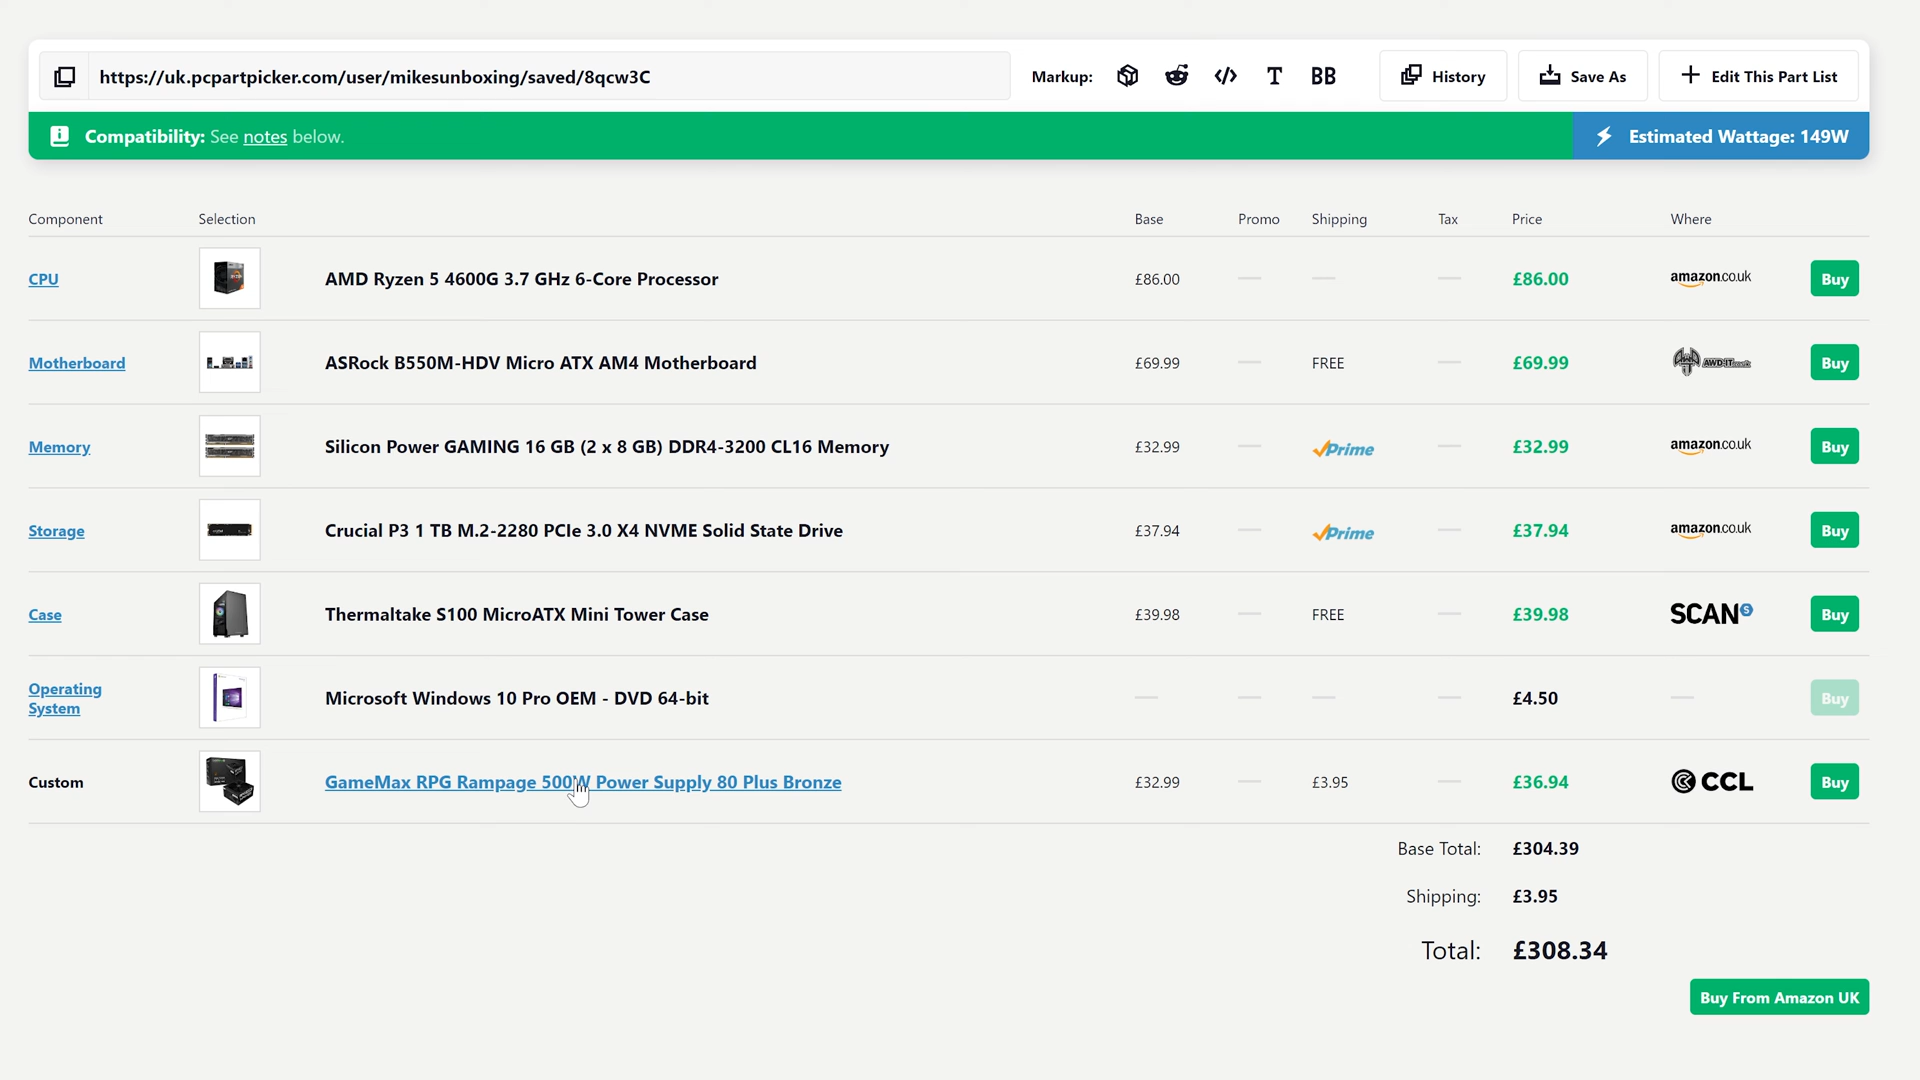 https://uk.pcpartpicker.com/user/mikesunboxing/saved/8qcw3C Markup: T BB History Save As Edit This Part List
Compatibility: See notes below. Estimated Wattage: 149W
Component Selection Base Promo Shipping Tax Price Where
CPU AMD Ryzen 5 4600G 3.7 GHz 6-Core Processor £86.00 — — — £86.00 amazon.co.uk Buy
Motherboard ASRock B550M-HDV Micro ATX AM4 Motherboard £69.99 — FREE — £69.99 AWD-IT.co.uk Buy
Memory Silicon Power GAMING 16 GB (2 x 8 GB) DDR4-3200 CL16 Memory £32.99 — Prime — £32.99 amazon.co.uk Buy
Storage Crucial P3 1 TB M.2-2280 PCIe 3.0 X4 NVME Solid State Drive £37.94 — Prime — £37.94 amazon.co.uk Buy
Case Thermaltake S100 MicroATX Mini Tower Case £39.98 — FREE — £39.98 SCAN S Buy
Operating
System Microsoft Windows 10 Pro OEM - DVD 64-bit — — — — £4.50 — Buy
Custom GameMax RPG Rampage 500W Power Supply 80 Plus Bronze £32.99 — £3.95 — £36.94 CCL Buy
Base Total: £304.39
Shipping: £3.95
Total: £308.34
Buy From Amazon UK